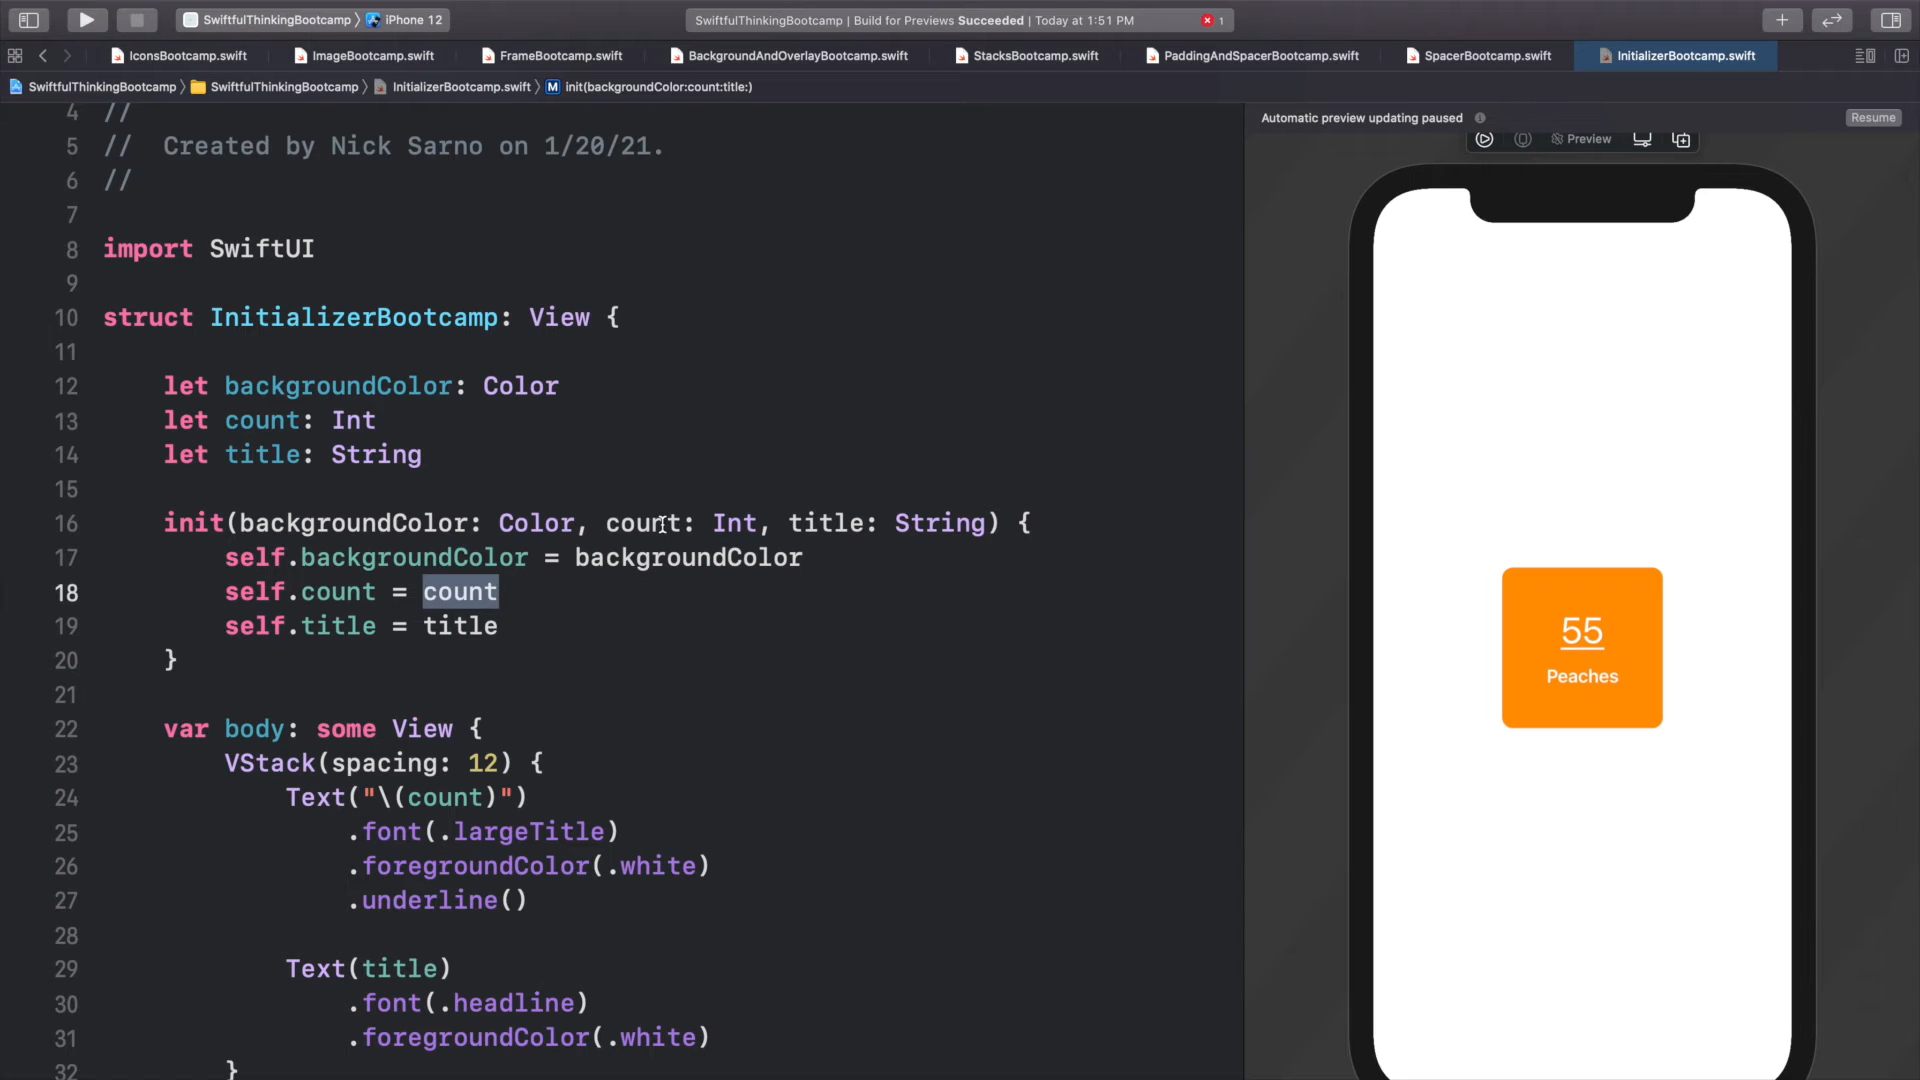 SwiftfulThinkingBootcamp 〉 iPhone 12
SwiftfulThinkingBootcamp | Build for Previews Succeeded | Today at 1:51 PM
1
IconsBootcamp.swift
ImageBootcamp.swift
FrameBootcamp.swift
BackgroundAndOverlayBootcamp.swift
StacksBootcamp.swift
PaddingAndSpacerBootcamp.swift
SpacerBootcamp.swift
InitializerBootcamp.swift
SwiftfulThinkingBootcamp 〉 SwiftfulThinkingBootcamp 〉 InitializerBootcamp.swift 〉 M init(backgroundColor:count:title:)
4 //
5 //  Created by Nick Sarno on 1/20/21.
6 //
7
8 import SwiftUI
9
10 struct InitializerBootcamp: View {
11
12     let backgroundColor: Color
13     let count: Int
14     let title: String
15
16     init(backgroundColor: Color, count: Int, title: String) {
17         self.backgroundColor = backgroundColor
18         self.count = count
19         self.title = title
20     }
21
22     var body: some View {
23         VStack(spacing: 12) {
24             Text("\(count)")
25                 .font(.largeTitle)
26                 .foregroundColor(.white)
27                 .underline()
28
29             Text(title)
30                 .font(.headline)
31                 .foregroundColor(.white)
32         }
Automatic preview updating paused
Resume
Preview
55
Peaches